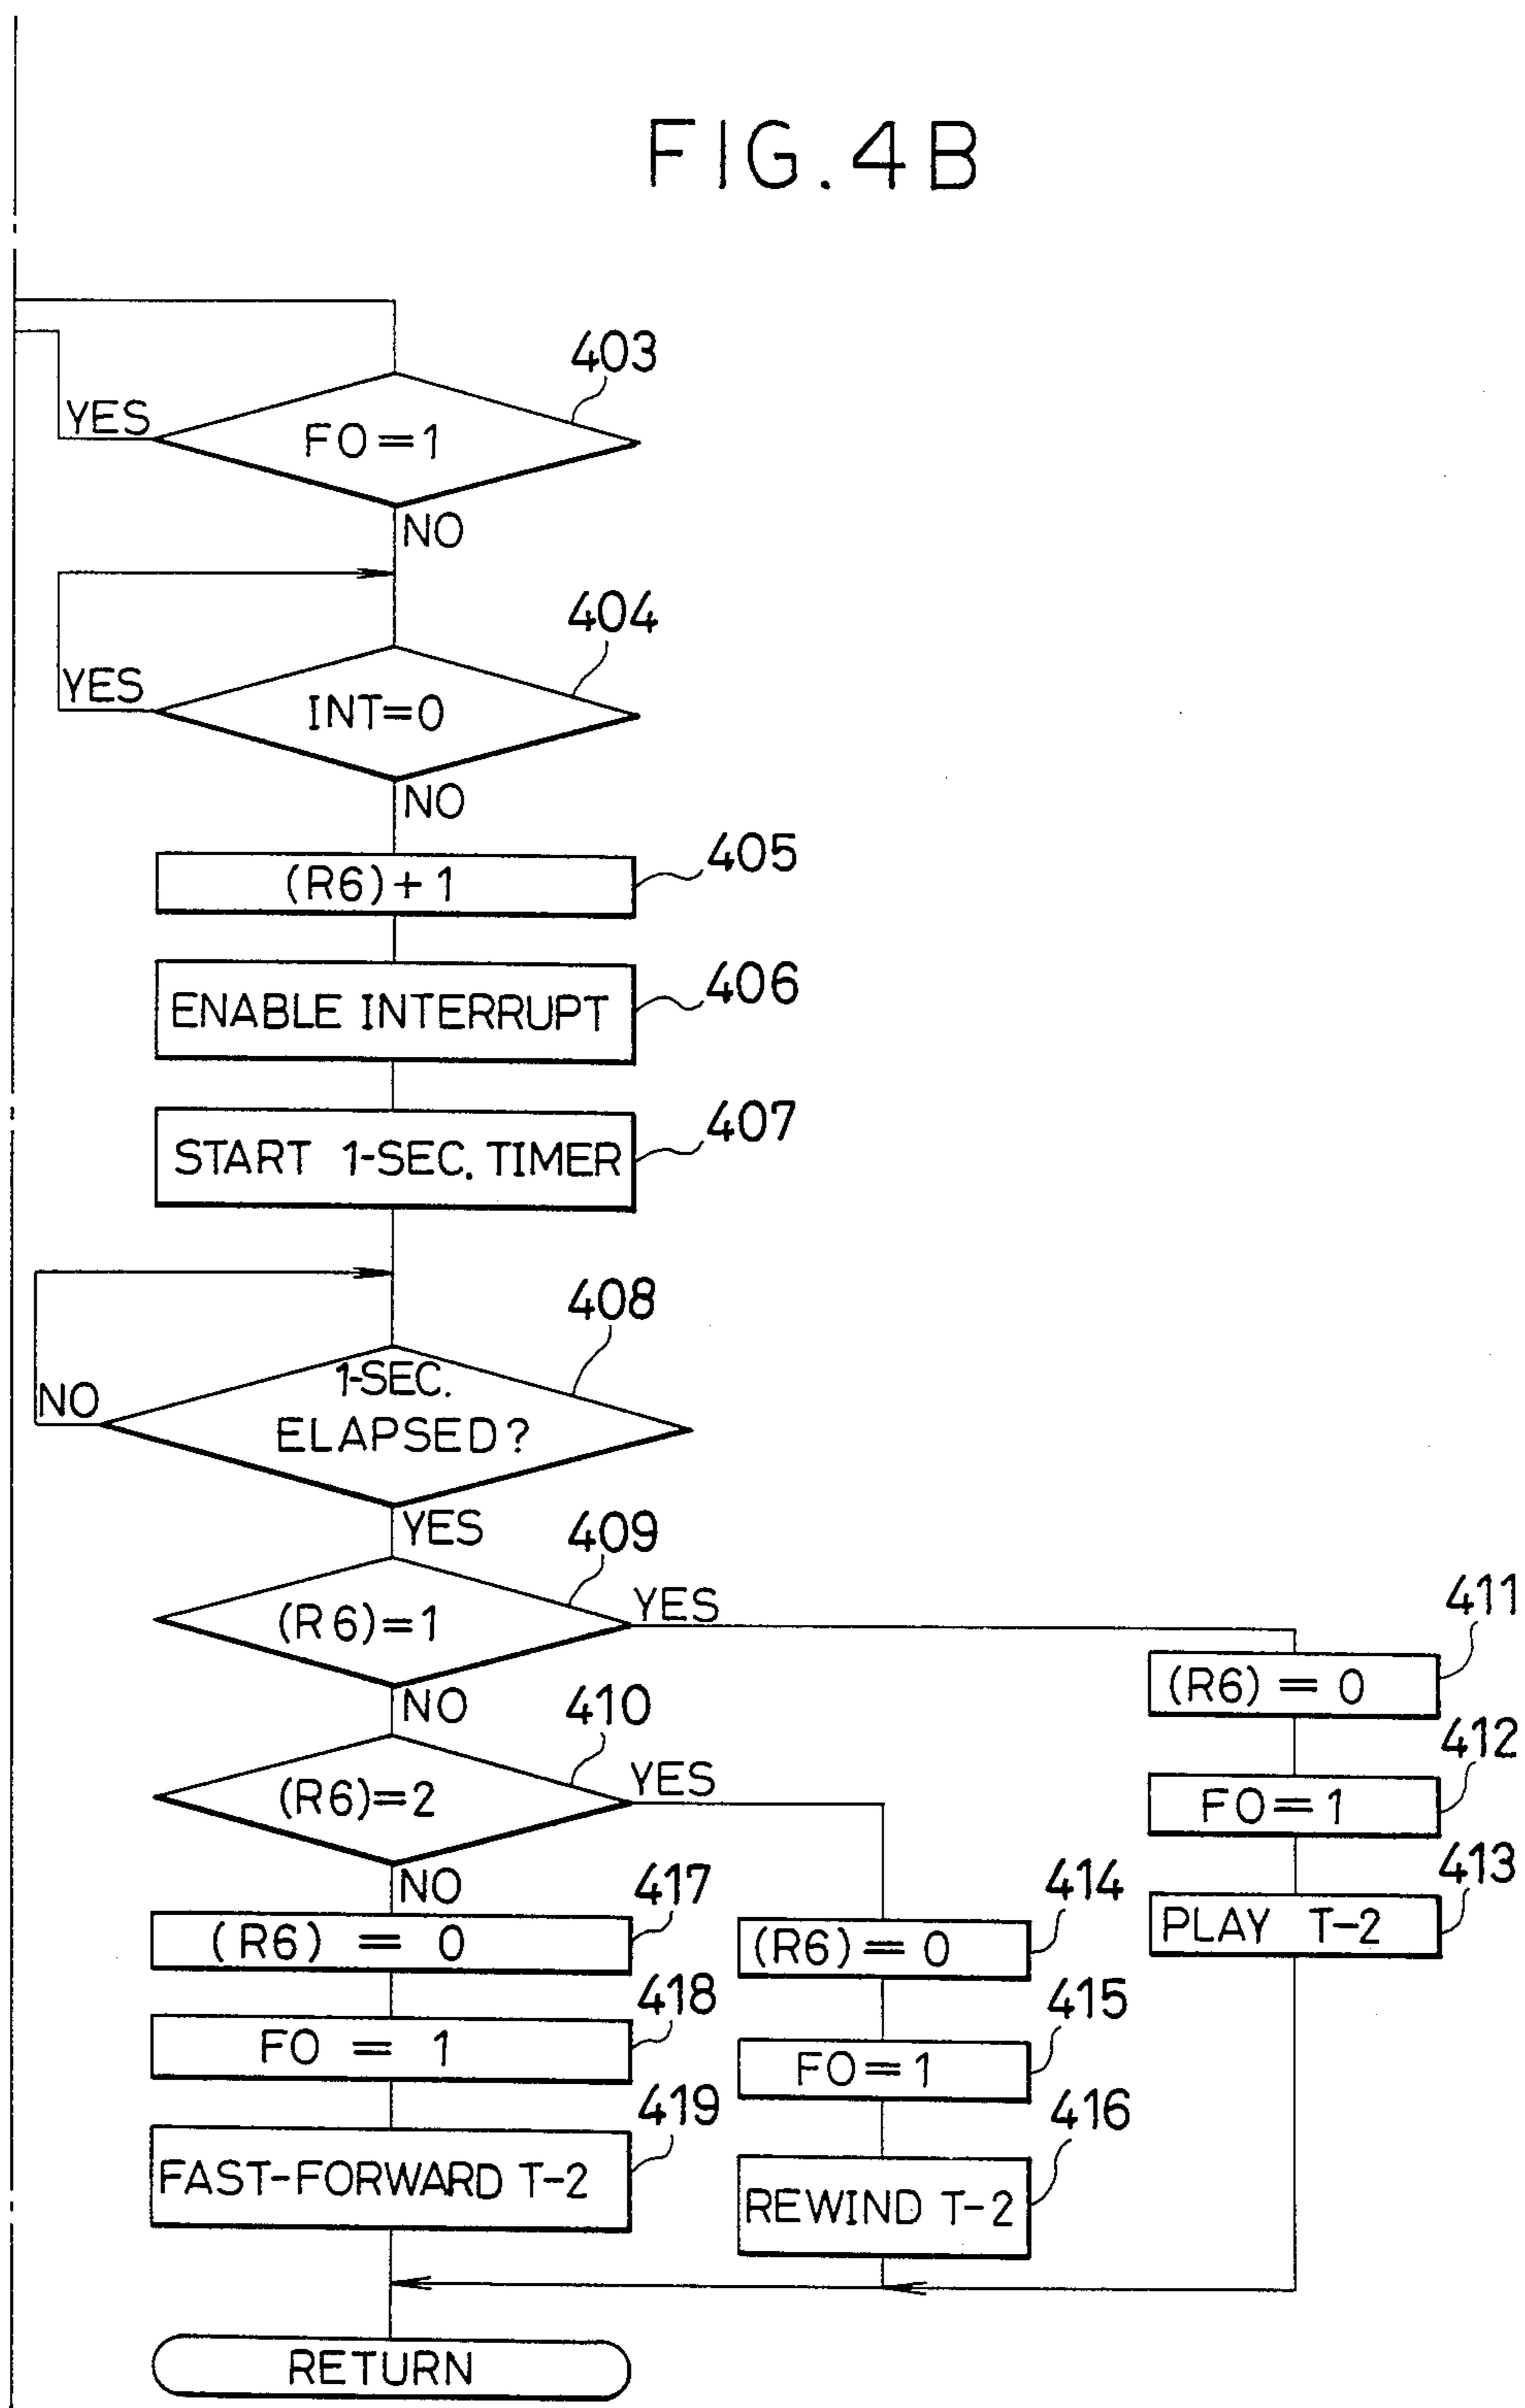 FIG. 4B
403
YES
FO=1
NO
404
YES
INT=0
NO
405
(R6)+1
406
ENABLE INTERRUPT
407
START 1-SEC. TIMER
408
1-SEC.
NO
ELAPSED?
YES
409
(R6)=1
YES
411
(R6)=0
NO
410
412
(R6)=2
YES
FO=1
NO
417
414
413
(R6) = 0
(R6)=0
PLAY T-2
418
415
FO = 1
FO=1
419
416
FAST-FORWARD T-2
REWIND T-2
RETURN